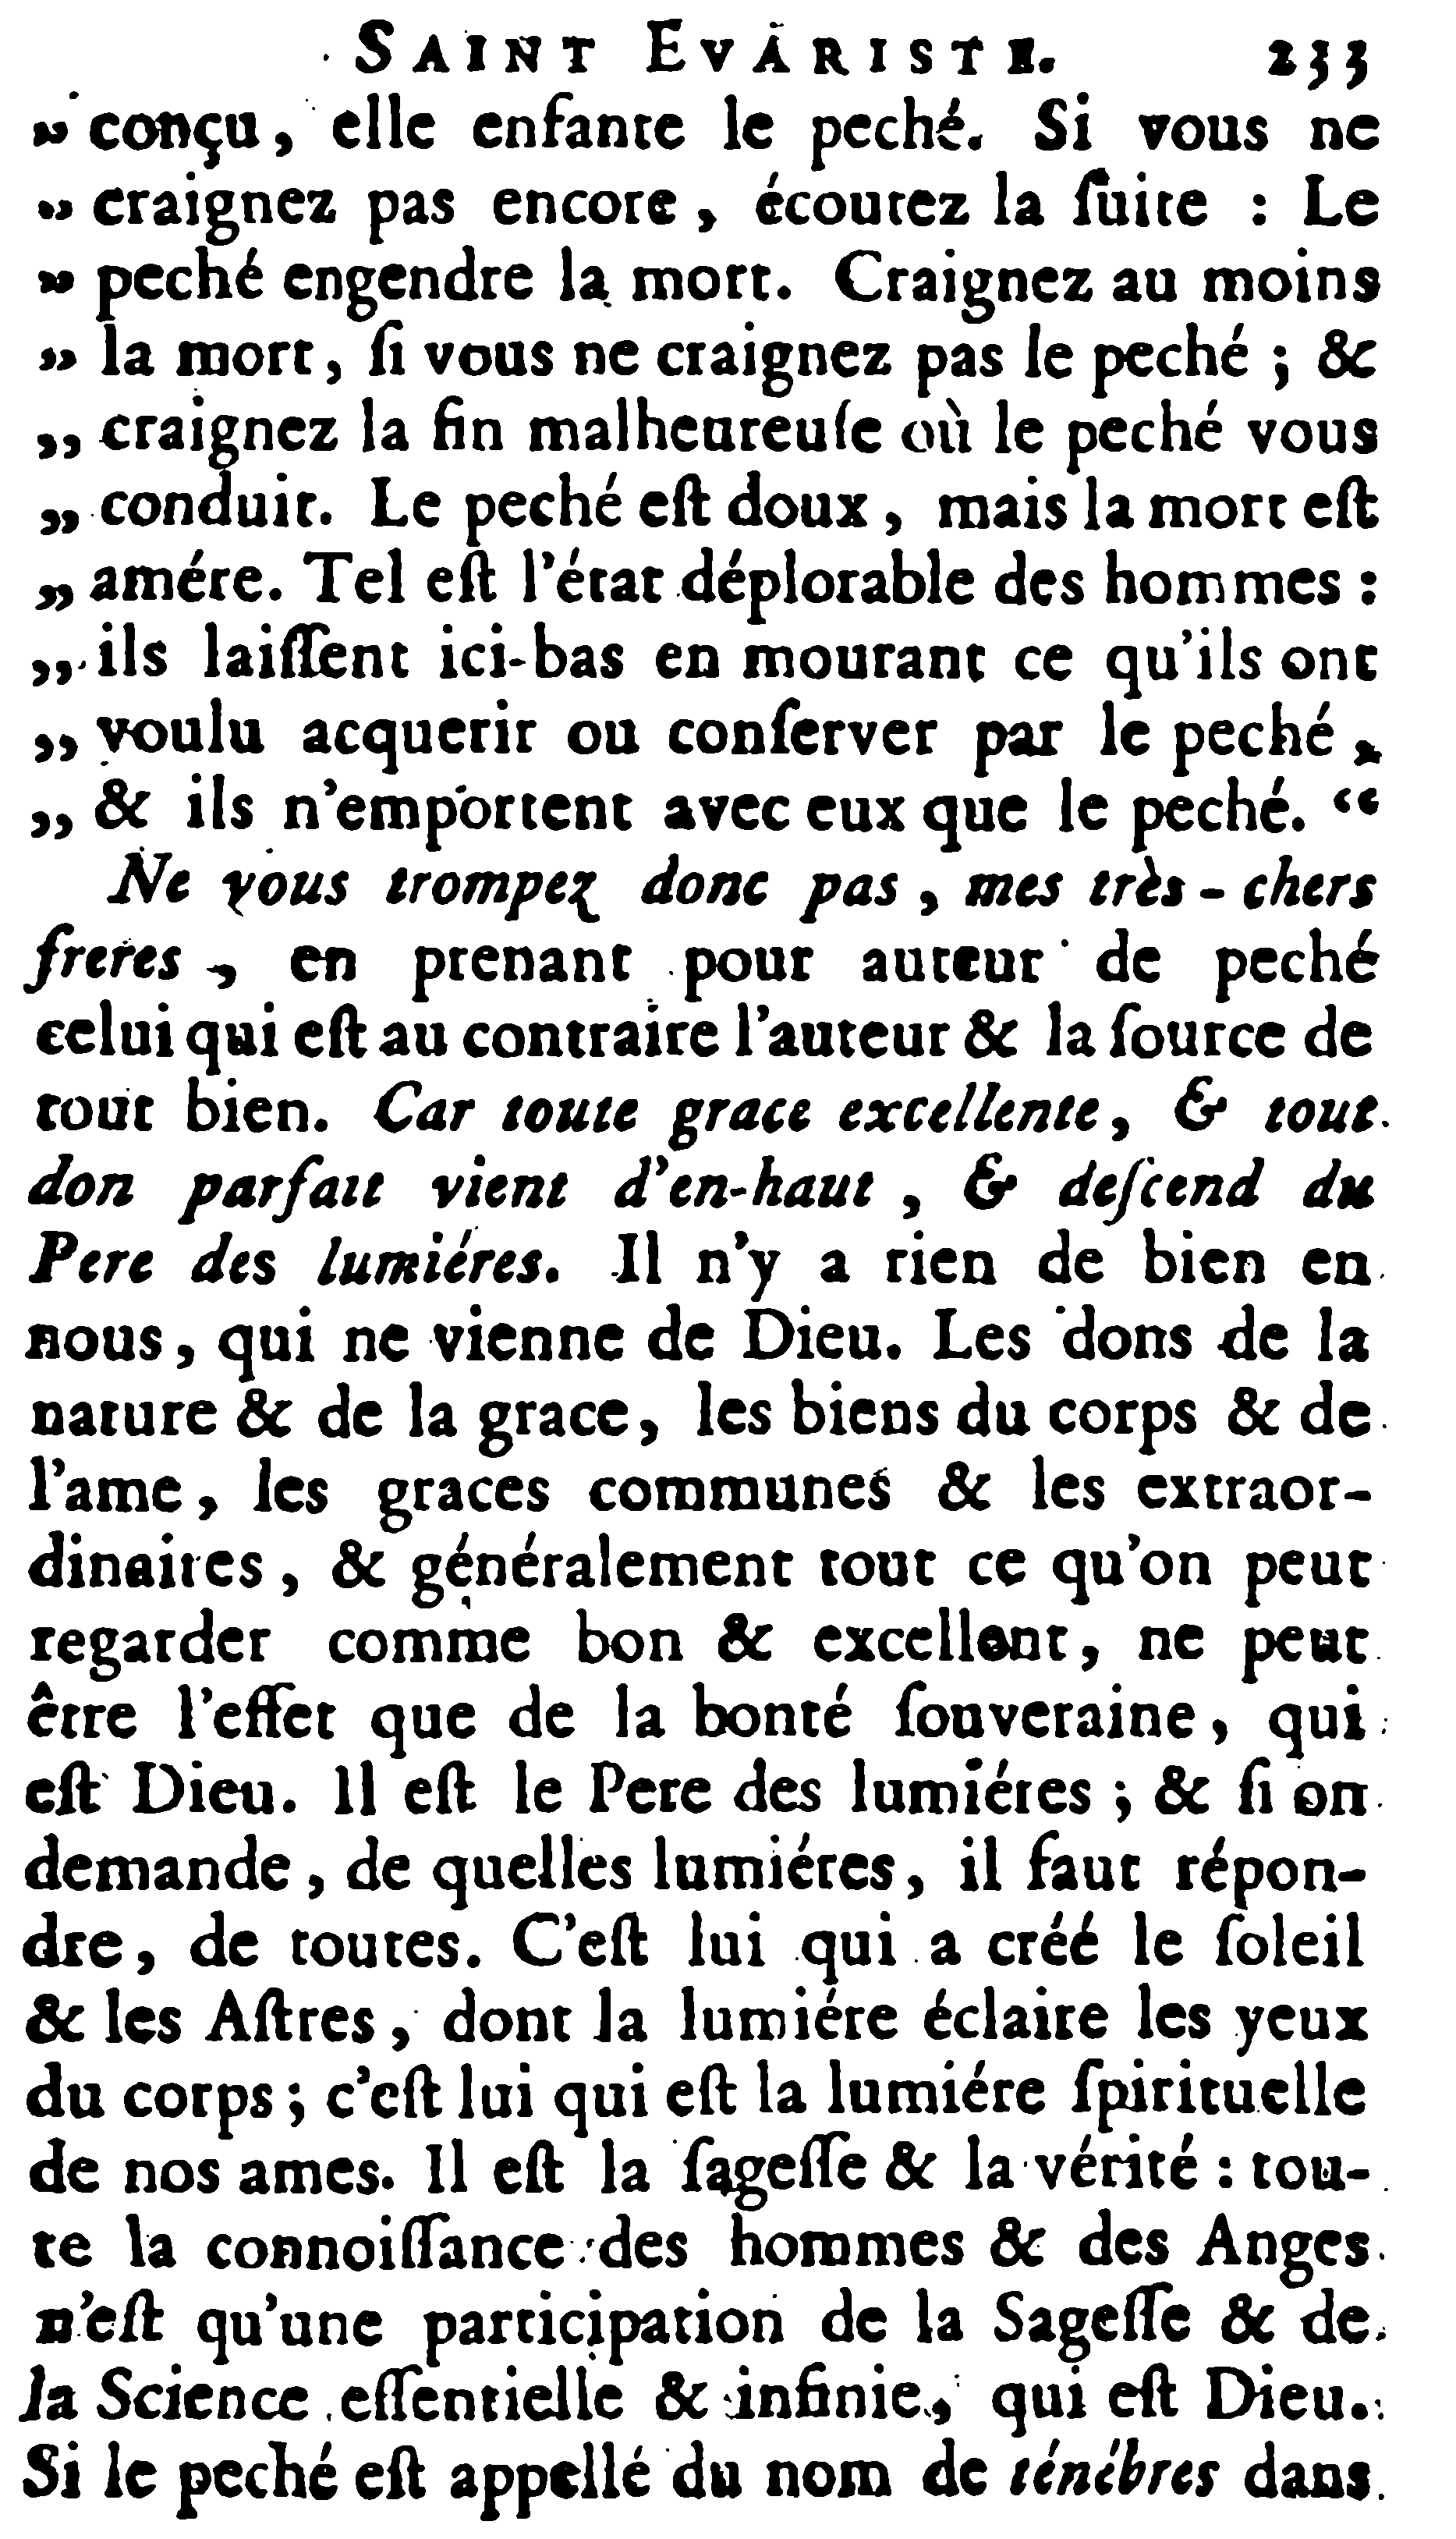 SAINT EVARISTE. 233
„ conçu, elle enfante le peché. Si vous ne
„ craignez pas encore, écoutez la ſuite : Le
„ peché engendre la mort. Craignez au moins
„ la mort, ſi vous ne craignez pas le peché ; &
„ craignez la fin malheureuſe où le peché vous
„ conduit. Le peché eſt doux, mais la mort eſt
„ amére. Tel eſt l'état déplorable des hommes :
„ ils laiſſent ici-bas en mourant ce qu'ils ont
„ voulu acquerir ou conſerver par le peché,
„ & ils n'emportent avec eux que le peché. “
Ne vous trompez donc pas, mes très-chers
freres, en prenant pour auteur de peché
celui qui eſt au contraire l'auteur & la ſource de
tout bien. Car toute grace excellente, & tout
don parfait vient d'en-haut, & deſcend du
Pere des lumiéres. Il n'y a rien de bien en
nous, qui ne vienne de Dieu. Les dons de la
nature & de la grace, les biens du corps & de
l'ame, les graces communes & les extraor-
dinaires, & généralement tout ce qu'on peut
regarder comme bon & excellent, ne peut
être l'effet que de la bonté ſouveraine, qui
eſt Dieu. Il eſt le Pere des lumiéres ; & ſi on
demande, de quelles lumiéres, il faut répon-
dre, de toutes. C'eſt lui qui a créé le ſoleil
& les Aſtres, dont la lumiére éclaire les yeux
du corps ; c'eſt lui qui eſt la lumiére ſpirituelle
de nos ames. Il eſt la ſageſſe & la vérité : tou-
te la connoiſſance des hommes & des Anges
n'eſt qu'une participation de la Sageſſe & de
la Science eſſentielle & infinie, qui eſt Dieu.
Si le peché eſt appellé du nom de ténébres dans